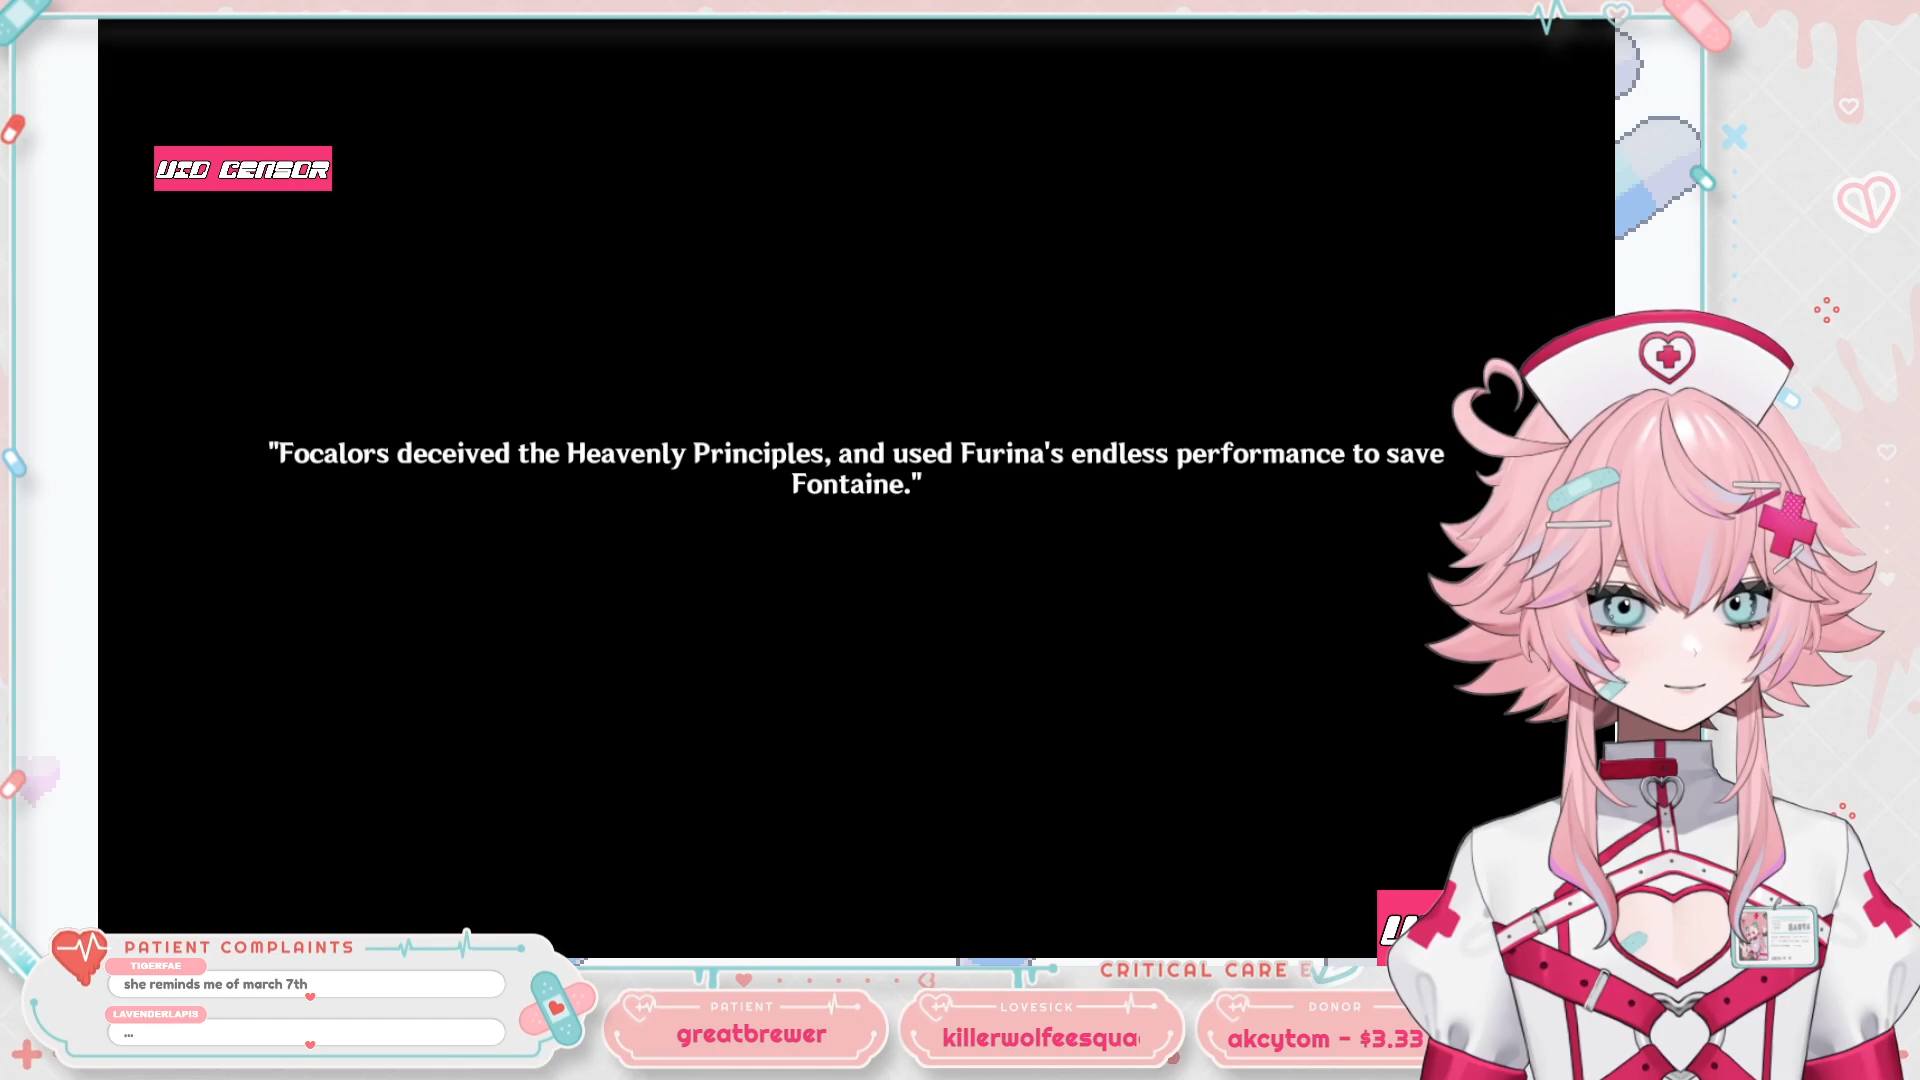 UID CENSOR
"Focalors deceived the Heavenly Principles, and used Furina's endless performance to save
Fontaine."
PATIENT COMPLAINTS
TIGERFAE
she reminds me of march 7th
LAVENDERLAPIS
...
CRITICAL CARE E
PATIENT
greatbrewer
LOVESICK
killerwolfeesqua
DONOR
akcytom - $3.33